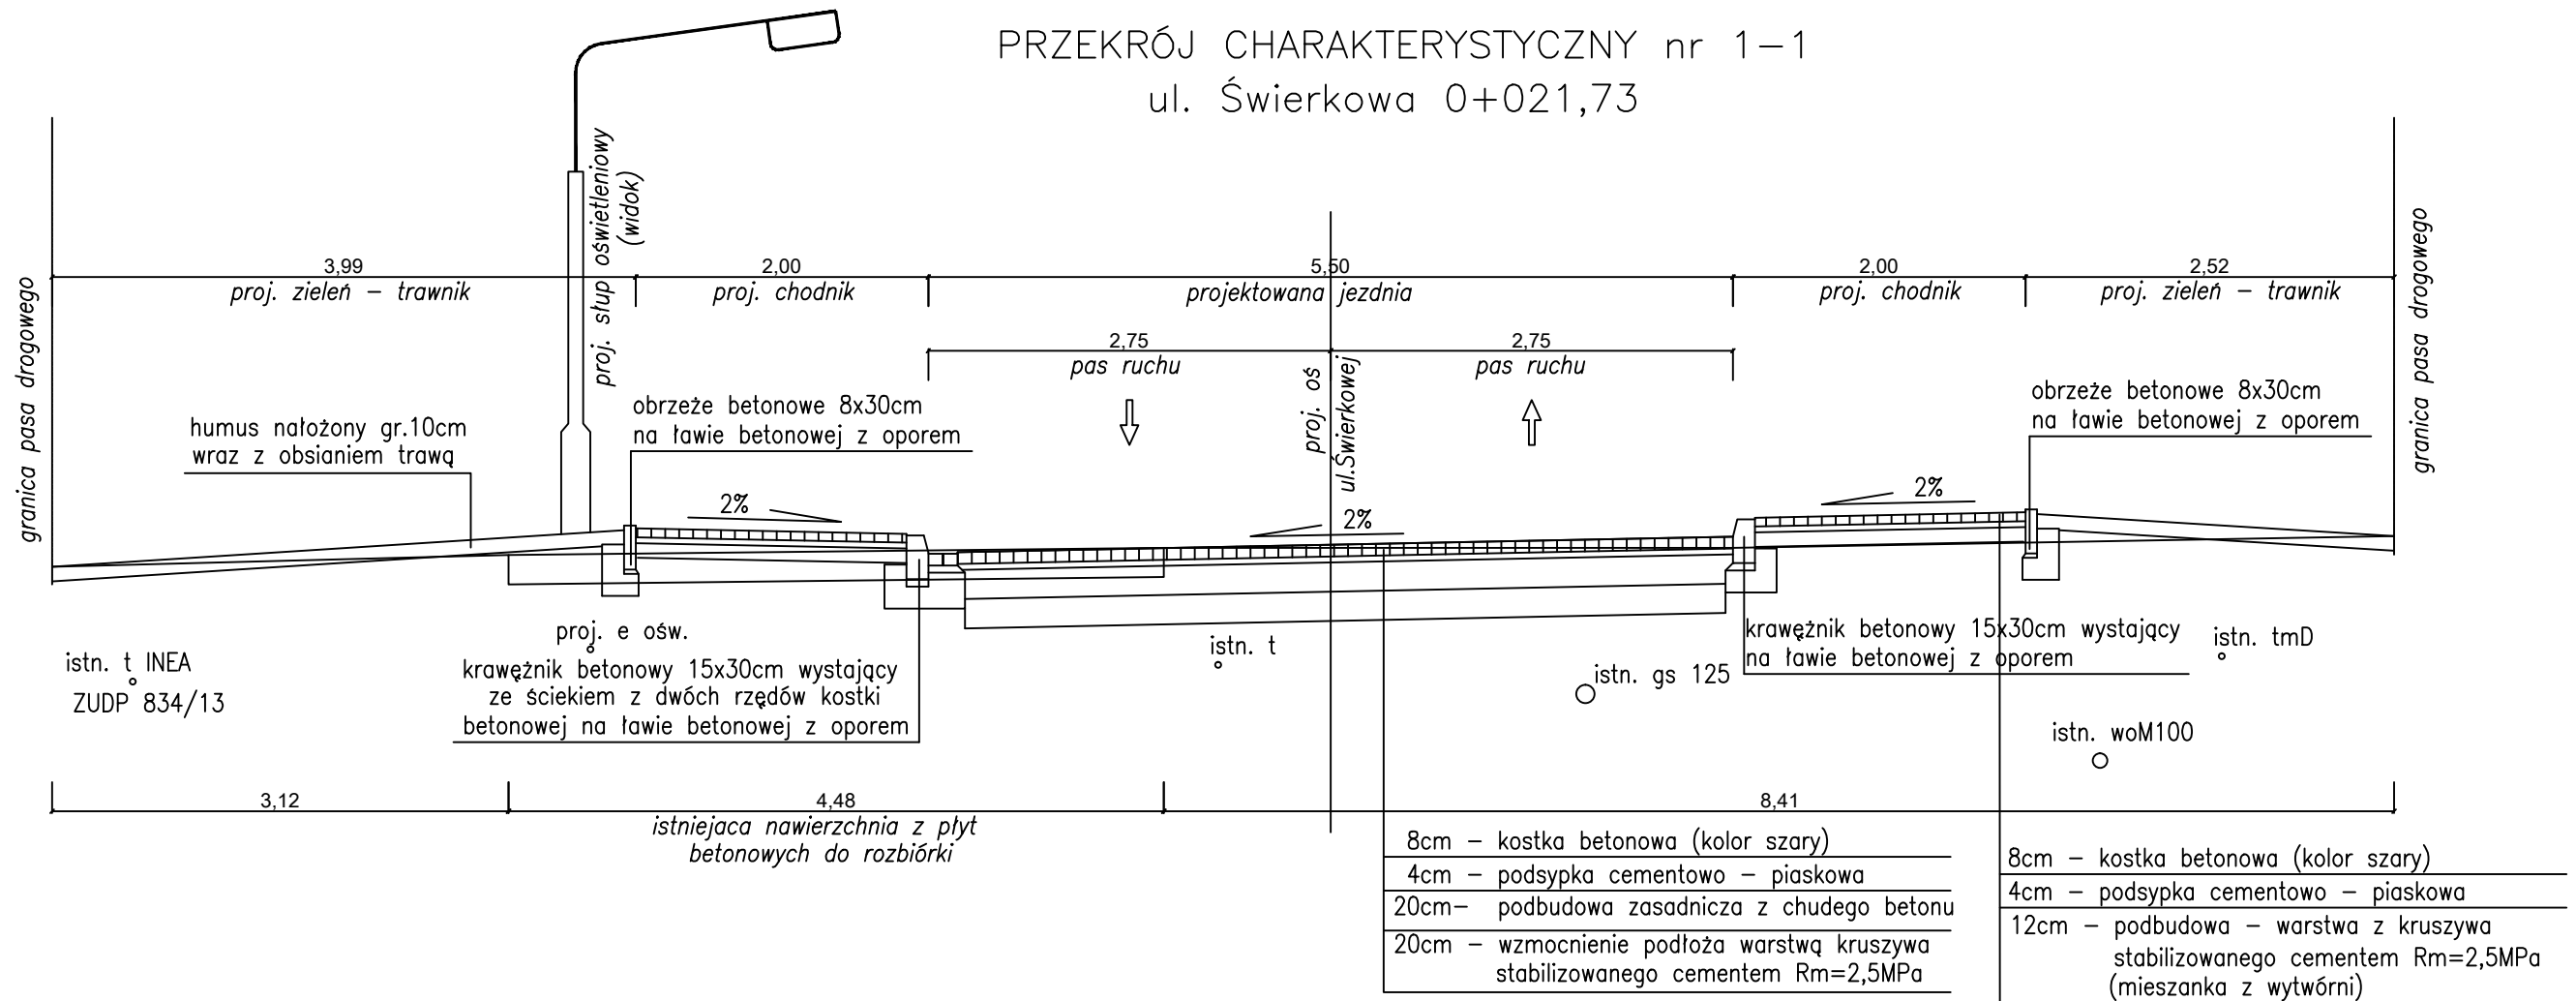 PRZEKRÓJ CHARAKTERYSTYCZNY nr 1-1
ul. Świerkowa 0+021,73
granica pasa drogowego
proj. słup oświetleniowy
(widok)
granica pasa drogowego
3,99
2,00
5,50
2,00
2,52
proj. zieleń - trawnik
proj. chodnik
projektowana jezdnia
proj. chodnik
proj. zieleń - trawnik
2,75
2,75
pas ruchu
pas ruchu
proj. oś
ul.Świerkowej
humus nałożony gr.10cm
wraz z obsianiem trawą
obrzeże betonowe 8x30cm
na ławie betonowej z oporem
obrzeże betonowe 8x30cm
na ławie betonowej z oporem
2%
2%
2%
istn. t INEA
ZUDP 834/13
proj. e ośw.
krawężnik betonowy 15x30cm wystający
ze ściekiem z dwóch rzędów kostki
betonowej na ławie betonowej z oporem
istn. t
istn. gs 125
krawężnik betonowy 15x30cm wystający
na ławie betonowej z oporem
istn. tmD
istn. woM100
3,12
4,48
8,41
istniejaca nawierzchnia z płyt
betonowych do rozbiórki
8cm - kostka betonowa (kolor szary)
4cm - podsypka cementowo - piaskowa
20cm- podbudowa zasadnicza z chudego betonu
20cm - wzmocnienie podłoża warstwą kruszywa
stabilizowanego cementem Rm=2,5MPa
8cm - kostka betonowa (kolor szary)
4cm - podsypka cementowo - piaskowa
12cm - podbudowa - warstwa z kruszywa
stabilizowanego cementem Rm=2,5MPa
(mieszanka z wytwórni)